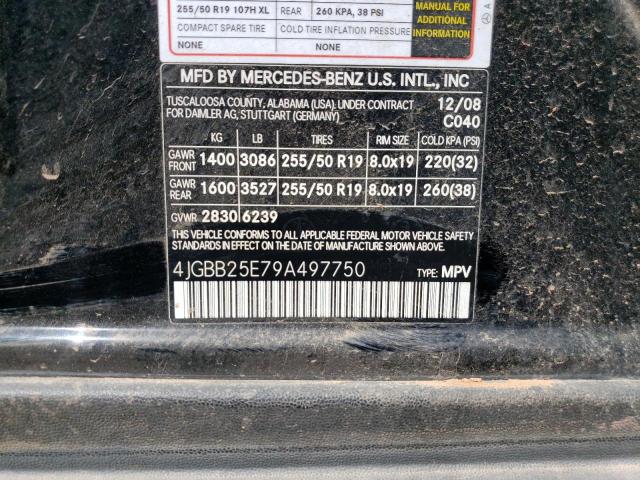 255/50 R19 107H XL REAR 260 KPA, 38 PSI
MANUAL FOR
ADDITIONAL
INFORMATION
COMPACT SPARE TIRE COLD TIRE INFLATION PRESSURE
NONE NONE
A
MFD BY MERCEDES-BENZ U.S. INTL., INC
TUSCALOOSA COUNTY, ALABAMA (USA); UNDER CONTRACT 12/08
FOR DAIMLER AG, STUTTGART (GERMANY) C040
KG LB TIRES RIM SIZE COLD KPA (PSI)
GAWR FRONT 1400 3086 255/50 R19 8.0x19 220(32)
GAWR REAR 1600 3527 255/50 R19 8.0x19 260(38)
GVWR 2830 6239
THIS VEHICLE CONFORMS TO ALL APPLICABLE FEDERAL MOTOR VEHICLE SAFETY
STANDARDS IN EFFECT ON THE DATE OF MANUFACTURE SHOWN ABOVE.
4JGBB25E79A497750 TYPE: MPV